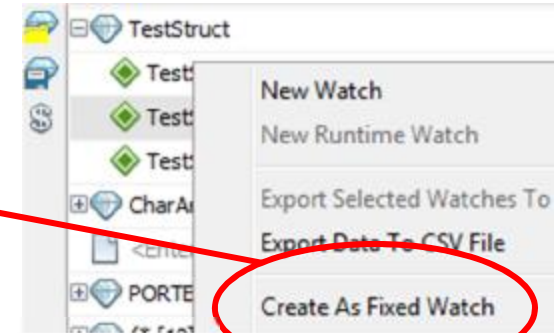 TestStruct
New Watch
New Runtime Watch
Export Selected Watches To
CharAr
Export Data To CSV File
PORTE
Create As Fixed Watch